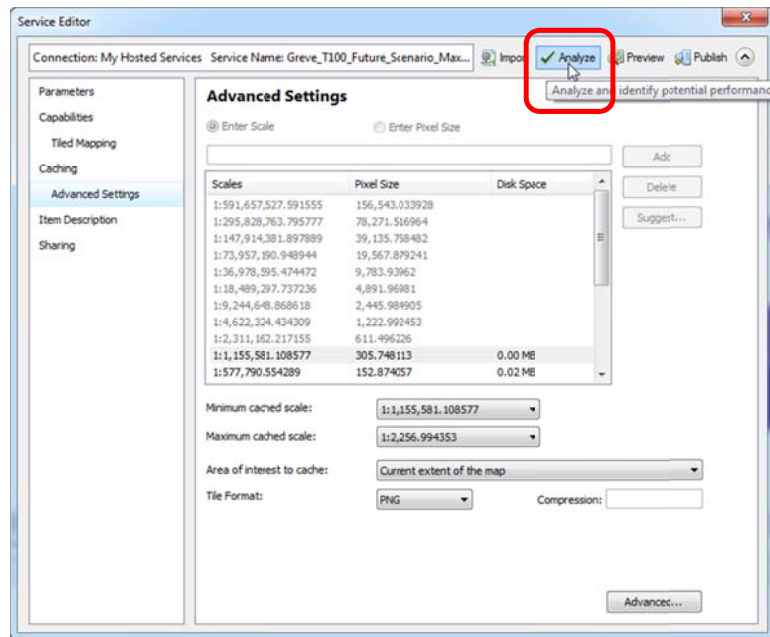 Service Editor
Connection: My Hosted Services Service Name: Greve_T100_Future_Scenario_Max... Impor Analyze Preview Publish
Analyze and identify potential performanc
Parameters
Capabilities
Tiled Mapping
Caching
Advanced Settings
Item Description
Sharing
Advanced Settings
Enter Scale Enter Pixel Size
Add
Delete
Suggest...
Scales Pixel Size Disk Space
1:591,657,527.591555 156,543.033928
1:295,828,763.795777 78,271.516964
1:147,914,381.897889 39,135.758482
1:73,957,190.948944 19,567.879241
1:36,978,595.474472 9,783.93962
1:18,489,297.737236 4,891.96981
1:9,244,648.868618 2,445.984905
1:4,622,324.434309 1,222.992453
1:2,311,162.217155 611.496226
1:1,155,581.108577 305.748113 0.00 MB
1:577,790.554289 152.874057 0.02 MB
Minimum cached scale: 1:1,155,581.108577
Maximum cached scale: 1:2,256.994353
Area of interest to cache: Current extent of the map
Tile Format: PNG Compression:
Advanced...